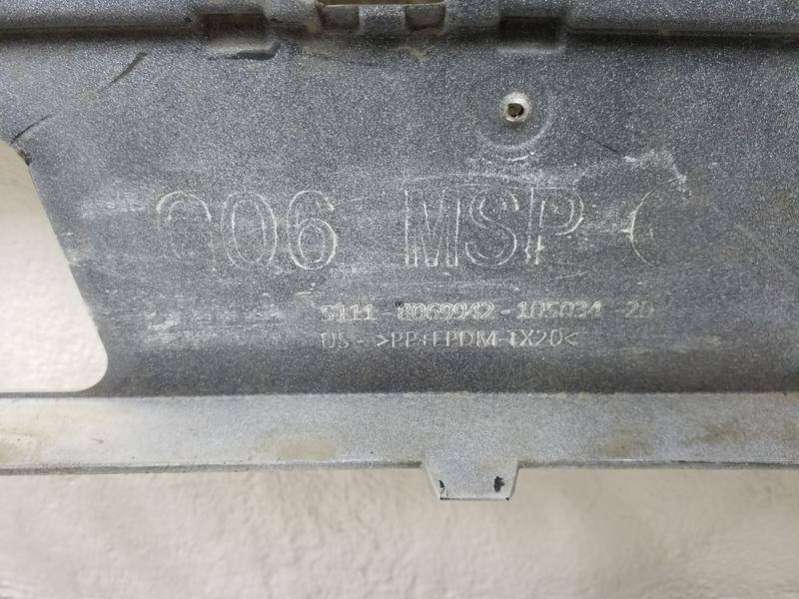 006 MSP
5111-8069942-105034-20
US- >PP+EPDM-TX20<